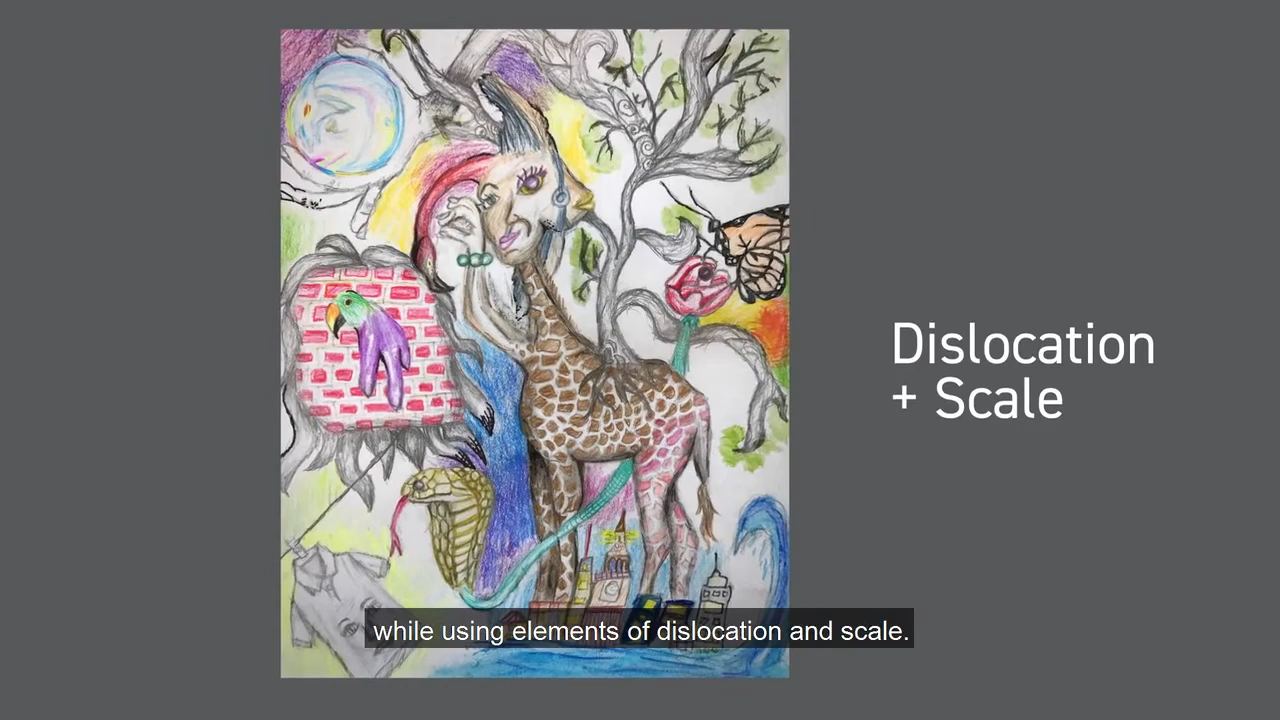 Dislocation
+ Scale
while using elements of dislocation and scale.